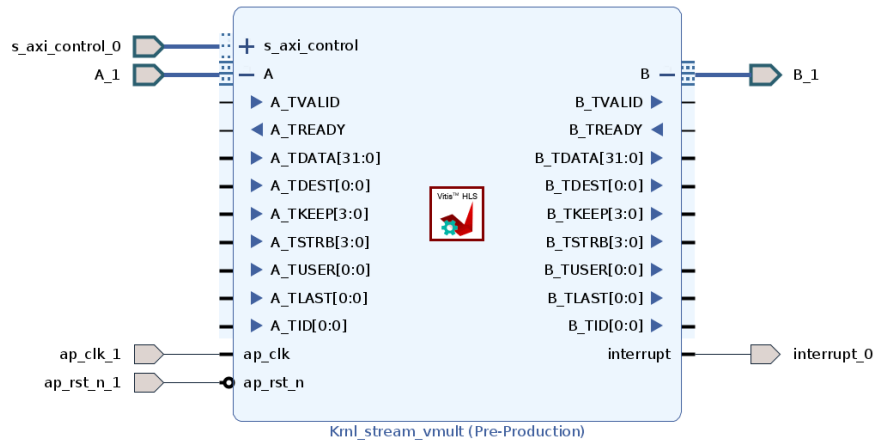 s_axi_control_0 s_axi_control
A_1 A B B_1
A_TVALID B_TVALID
A_TREADY B_TREADY
A_TDATA[31:0] B_TDATA[31:0]
A_TDEST[0:0] B_TDEST[0:0]
A_TKEEP[3:0] B_TKEEP[3:0]
Vitis™ HLS
A_TSTRB[3:0] B_TSTRB[3:0]
A_TUSER[0:0] B_TUSER[0:0]
A_TLAST[0:0] B_TLAST[0:0]
A_TID[0:0] B_TID[0:0]
ap_clk_1 ap_clk interrupt interrupt_0
ap_rst_n_1 ap_rst_n
Krnl_stream_vmult (Pre-Production)